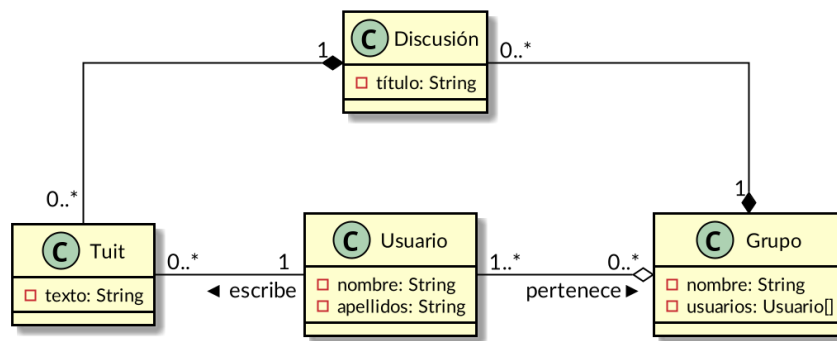 C Discusión
título: String
1
0..*
0..*
1
C Tuit
texto: String
0..*
1
◄ escribe
C Usuario
nombre: String
apellidos: String
1..*
0..*
pertenece ►
C Grupo
nombre: String
usuarios: Usuario[]